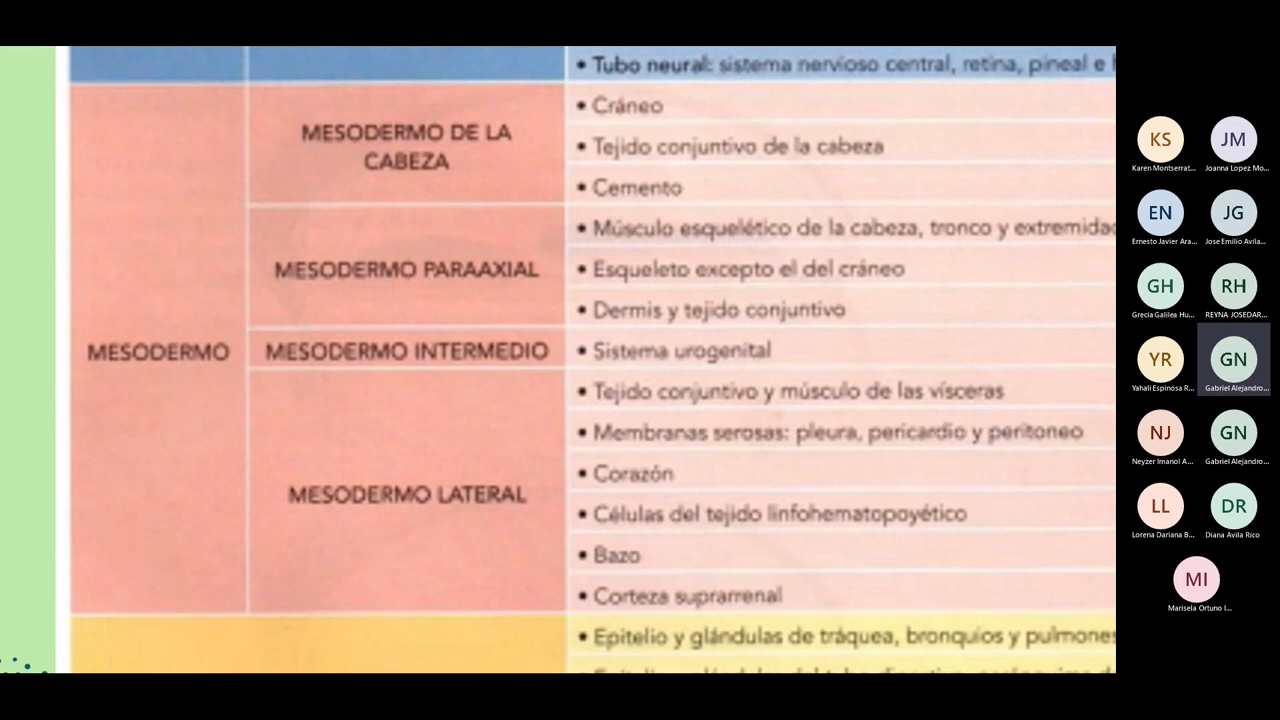 • Tubo neural: sistema nervioso central, retina, pineal e
MESODERMO
MESODERMO DE LA
CABEZA
• Cráneo
• Tejido conjuntivo de la cabeza
• Cemento
MESODERMO PARAAXIAL
• Músculo esquelético de la cabeza, tronco y extremidad
• Esqueleto excepto el del cráneo
• Dermis y tejido conjuntivo
MESODERMO INTERMEDIO
• Sistema urogenital
MESODERMO LATERAL
• Tejido conjuntivo y músculo de las vísceras
• Membranas serosas: pleura, pericardio y peritoneo
• Corazón
• Células del tejido linfohematopoyético
• Bazo
• Corteza suprarrenal
• Epitelio y glándulas de tráquea, bronquios y pulmones
KS
Karen Montserrat...
JM
Joanna Lopez Mo...
EN
Ernesto Javier Ara...
JG
Jose Emilio Avila...
GH
Grecia Galilea Hu...
RH
REYNA JOSEDAR...
YR
Yahali Espinosa R...
GN
Gabriel Alejandro...
NJ
Neyzer Imanol A...
GN
Gabriel Alejandro...
LL
Lorena Dariana B...
DR
Diana Avila Rico
MI
Marisela Ortuno I...